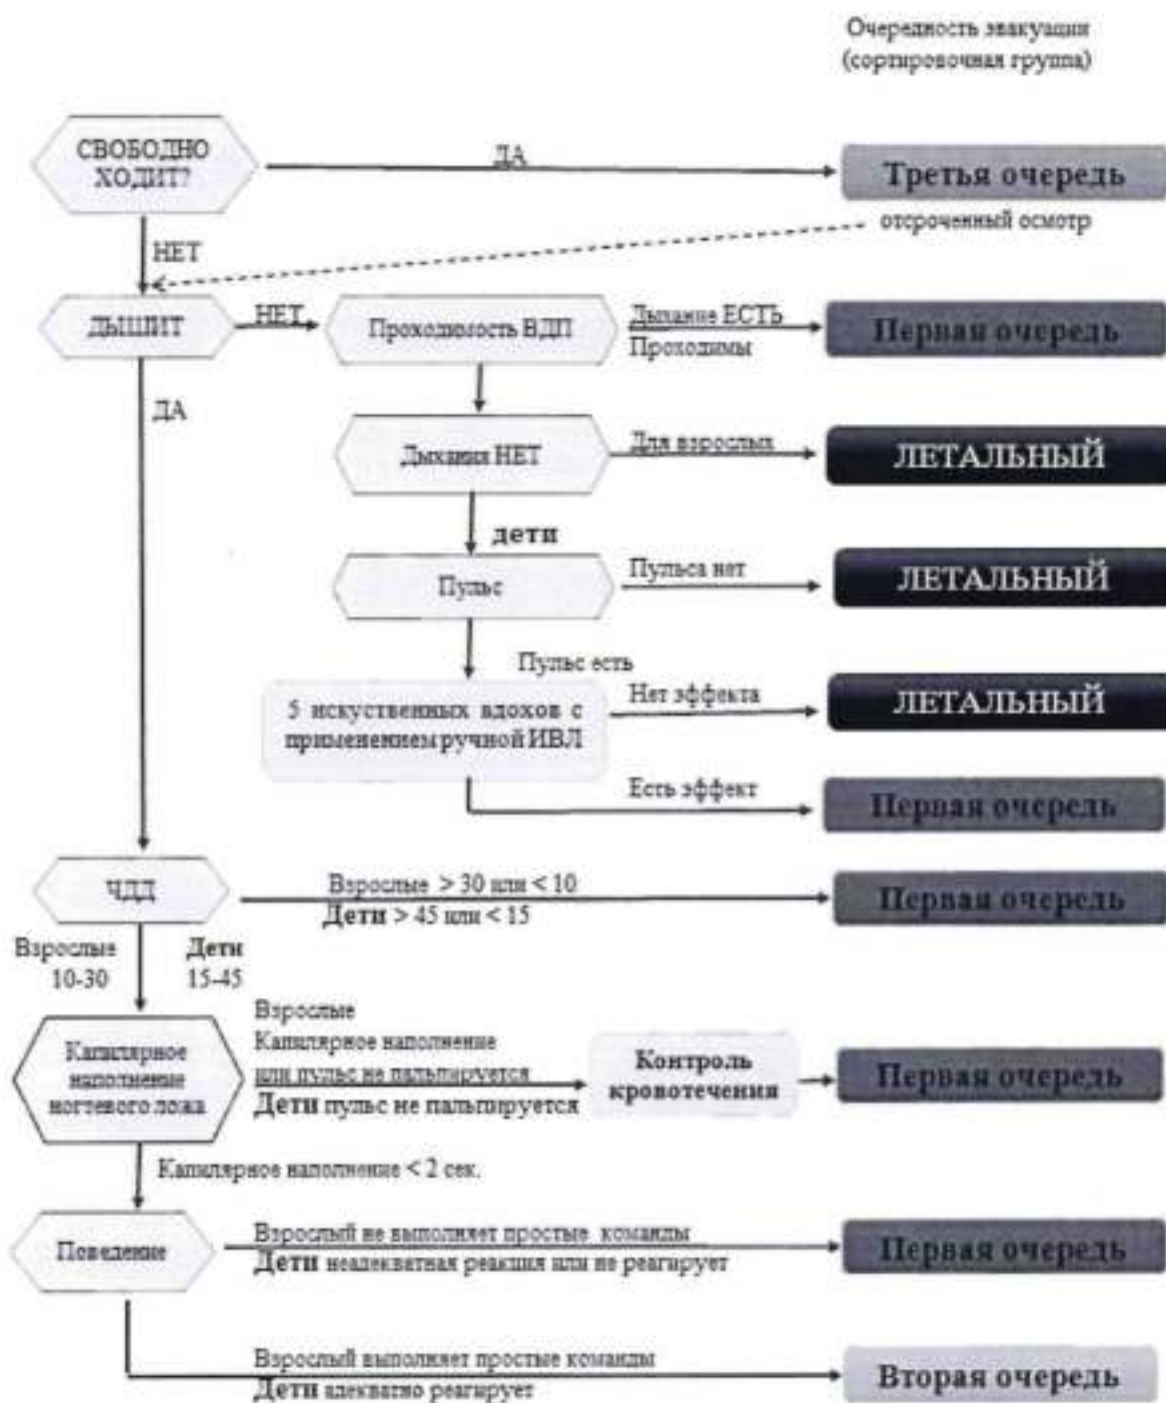 Очередность эвакуации
(сортировочная группа)
СВОБОДНО
ХОДИТ?
ДА
Третья очередь
отсроченный осмотр
НЕТ
ДЫШИТ
НЕТ
Проходимость ВДП
Дыхание ЕСТЬ
Проходимы
Первая очередь
ДА
Дыхания НЕТ
Для взрослых
ЛЕТАЛЬНЫЙ
дети
Пульс
Пульса нет
ЛЕТАЛЬНЫЙ
Пульс есть
5 искуственных вдохов с
применением ручной ИВЛ
Нет эффекта
ЛЕТАЛЬНЫЙ
Есть эффект
Первая очередь
ЧДД
Взрослые > 30 или < 10
Дети > 45 или < 15
Первая очередь
Взрослые
10-30
Дети
15-45
Капилярное
наполнение
ногтевого ложа
Взрослые
Капилярное наполнение
или пульс не пальпируется
Дети пульс не пальпируется
Контроль
кровотечения
Первая очередь
Капилярное наполнение < 2 сек.
Поведение
Взрослый не выполняет простые команды
Дети неадекватная реакция или не реагирует
Первая очередь
Взрослый выполняет простые команды
Дети адекватно реагирует
Вторая очередь